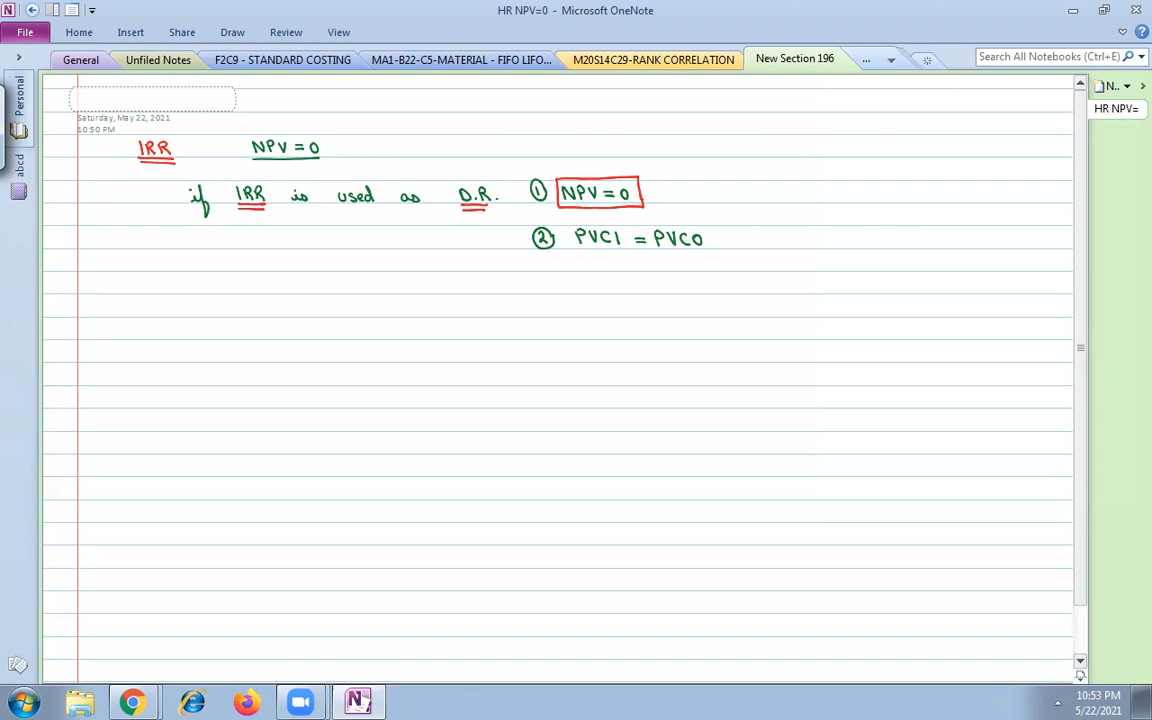 HR NPV=0 - Microsoft OneNote
File Home Insert Share Draw Review View
General Unfiled Notes F2C9 - STANDARD COSTING MA1-B22-C5-MATERIAL - FIFO LIFO... M20S14C29-RANK CORRELATION New Section 196 ... Search All Notebooks (Ctrl+E)
N..
HR NPV=
Personal
abcd
Saturday, May 22, 2021
10:50 PM
IRR NPV = 0
if IRR is used as D.R. ① NPV = 0
② PVCI = PVCO
10:53 PM
5/22/2021